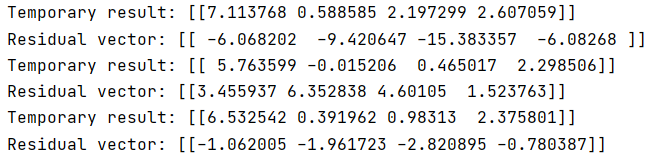 Temporary result: [[7.113768 0.588585 2.197299 2.607059]]
Residual vector: [[ -6.068202  -9.420647 -15.383357  -6.08268 ]]
Temporary result: [[ 5.763599 -0.015206  0.465017  2.298506]]
Residual vector: [[3.455937 6.352838 4.60105  1.523763]]
Temporary result: [[6.532542 0.391962 0.98313  2.375801]]
Residual vector: [[-1.062005 -1.961723 -2.820895 -0.780387]]